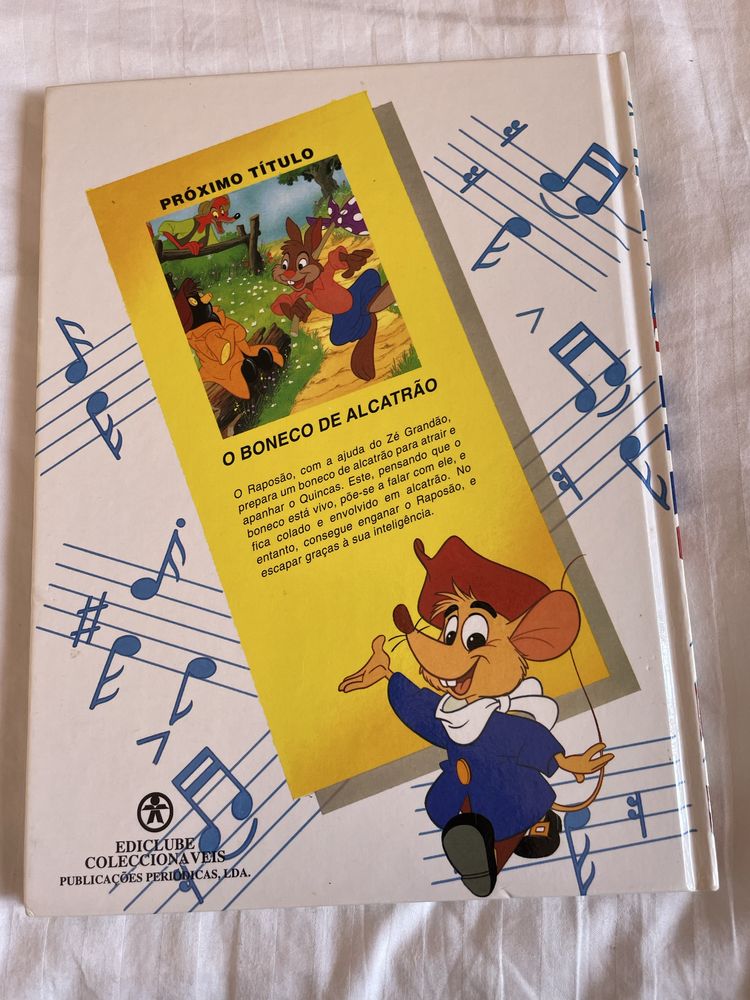 PRÓXIMO TÍTULO
O BONECO DE ALCATRÃO
O Raposão, com a ajuda do Zé Grandão,
prepara um boneco de alcatrão para atrair e
apanhar o Quincas. Este, pensando que o
boneco está vivo, põe-se a falar com ele, e
fica colado e envolvido em alcatrão. No
entanto, consegue enganar o Raposão, e
escapar graças à sua inteligência.
EDICLUBE
COLECCIONÁVEIS
PUBLICAÇÕES PERIÓDICAS, LDA.